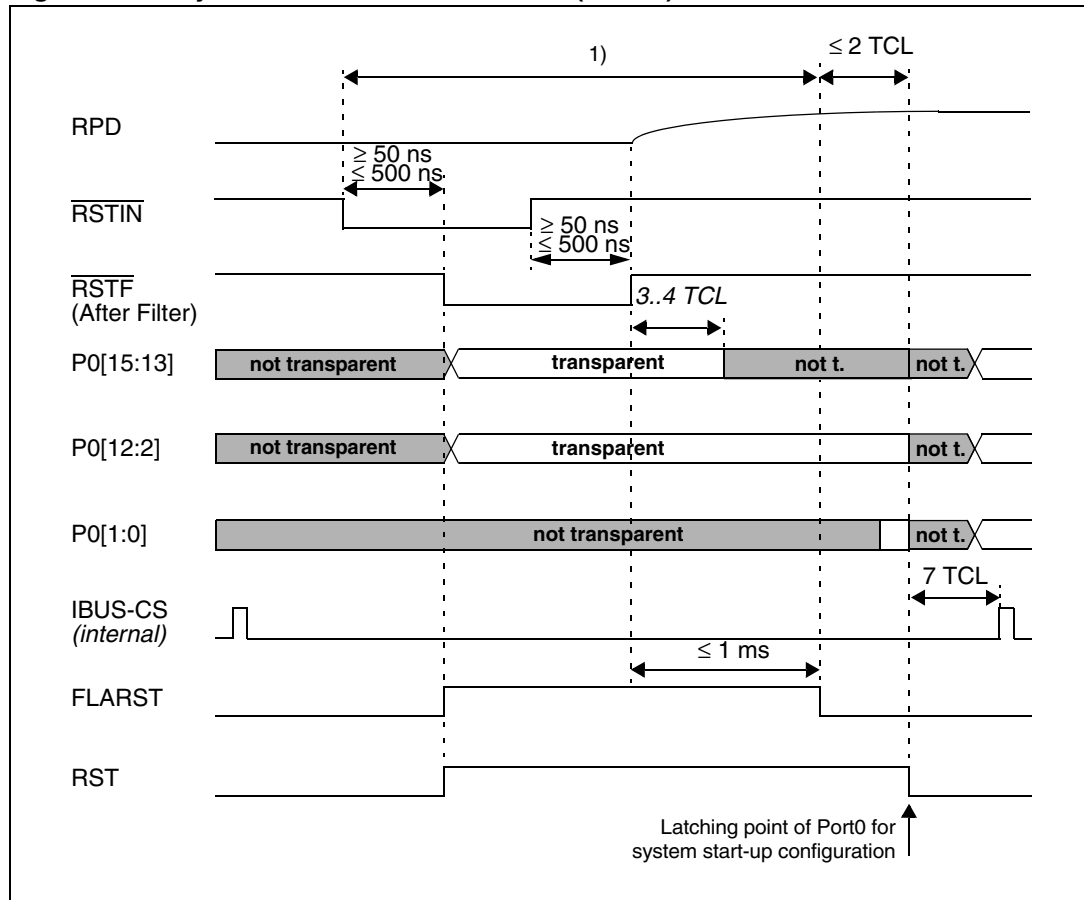 1)
≤ 2 TCL
RPD
≥ 50 ns
≤ 500 ns
RSTIN
≥ 50 ns
≤ 500 ns
RSTF
(After Filter)
3..4 TCL
P0[15:13]
not transparent
transparent
not t.
not t.
P0[12:2]
not transparent
transparent
not t.
P0[1:0]
not transparent
not t.
7 TCL
IBUS-CS
(internal)
≤ 1 ms
FLARST
RST
Latching point of Port0 for
system start-up configuration